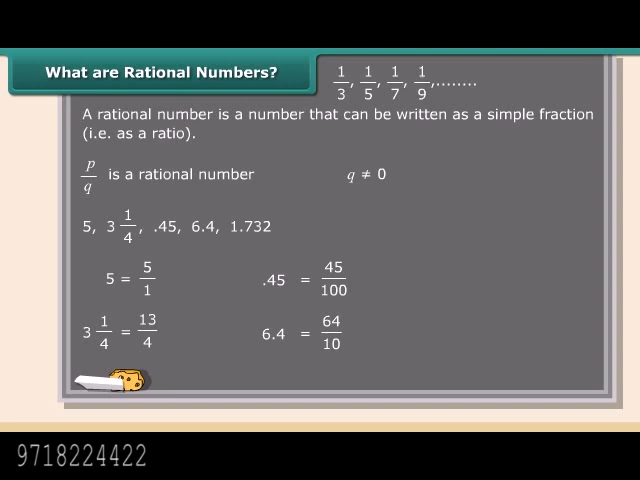 What are Rational Numbers?
1/3, 1/5, 1/7, 1/9,........
A rational number is a number that can be written as a simple fraction
(i.e. as a ratio).
p/q is a rational number q ≠ 0
5, 3 1/4, .45, 6.4, 1.732
5 = 5/1 .45 = 45/100
3 1/4 = 13/4 6.4 = 64/10
9718224422